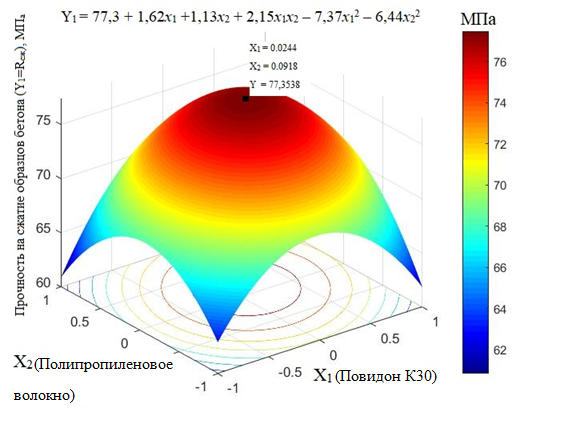 Y₁ = 77,3 + 1,62x₁ +1,13x₂ + 2,15x₁x₂ – 7,37x₁² – 6,44x₂²
МПа
X₁ = 0.0244
X₂ = 0.0918
Y = 77,3538
Прочность на сжатие образцов бетона (Y₁=Rсж), МПа
75
70
65
60
1
0.5
0
-1
-1
-0.5
0
0.5
1
X₂(Полипропиленовое
волокно)
X₁ (Повидон К30)
76
74
72
70
68
66
64
62